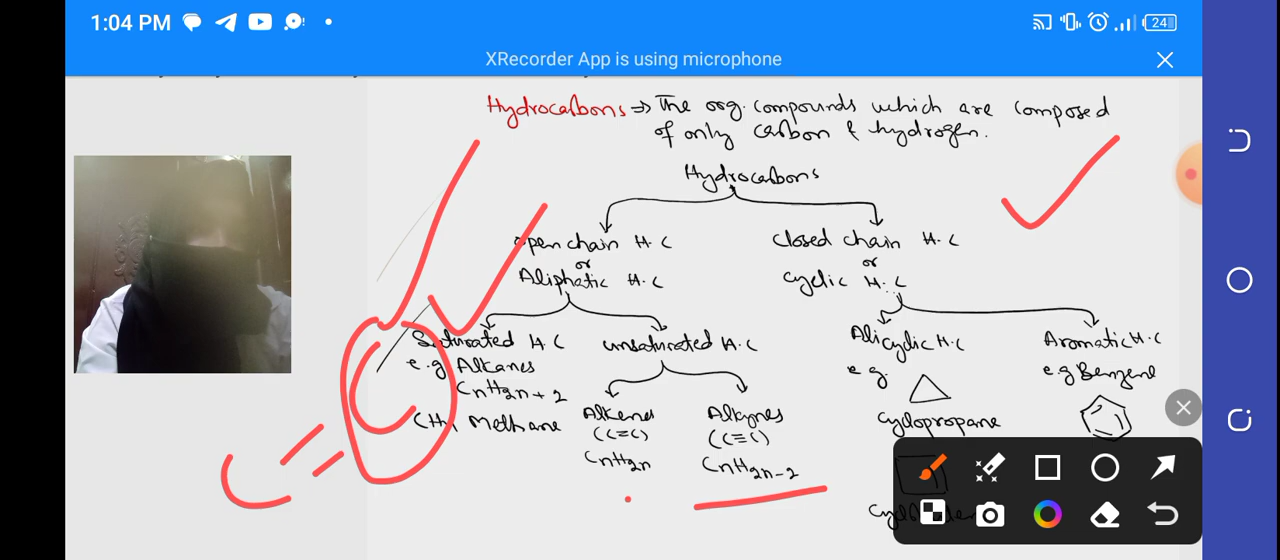 1:04 PM
24
XRecorder App is using microphone
Hydrocarbons → The org. compounds which are composed
of only carbon & hydrogen.
Hydrocarbons
open chain H.C
or
Aliphatic H.C
closed chain H.C
or
cyclic H.C
Saturated H.C
e.g Alkanes
CnH2n+2
CH4 Methane
unsaturated H.C
Alkenes
(C=C)
CnH2n
Alkynes
(C≡C)
CnH2n-2
Alicyclic H.C
e.g.
Cyclopropane
Aromatic H.C
e.g Benzene
C =